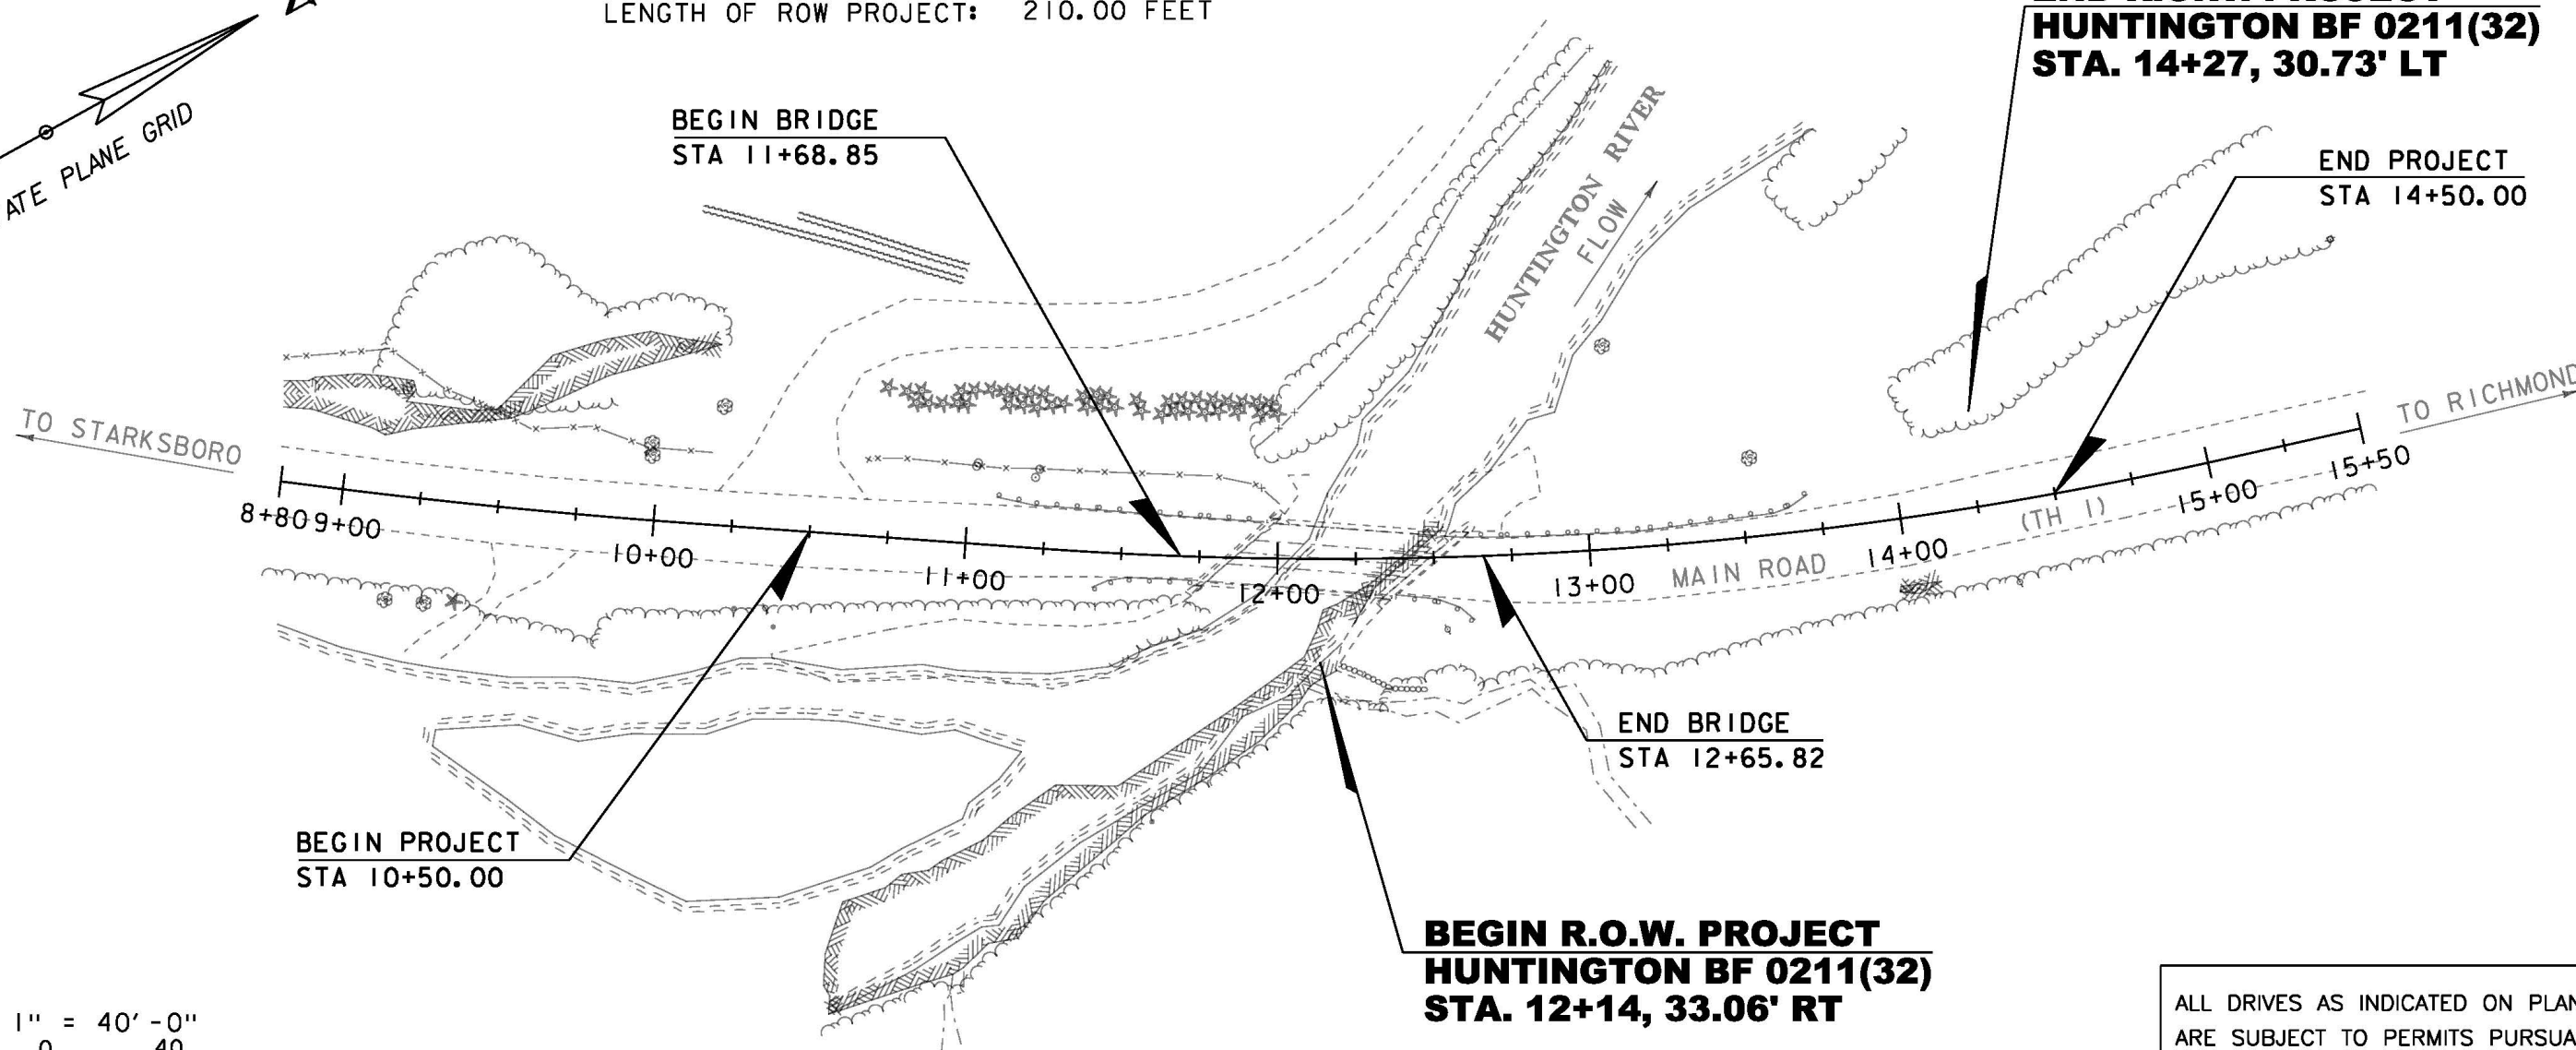 LENGTH OF ROW PROJECT: 210.00 FEET
HUNTINGTON BF 0211(32)
STA. 14+27, 30.73' LT
PLANE GRID
BEGIN BRIDGE
STA 11+68.85
HUNTINGTON RIVER
FLOW
END PROJECT
STA 14+50.00
TO STARKSBORO
TO RICHMOND
8+80
9+00
10+00
11+00
12+00
13+00
14+00
15+00
15+50
MAIN ROAD
(TH 1)
END BRIDGE
STA 12+65.82
BEGIN PROJECT
STA 10+50.00
BEGIN R.O.W. PROJECT
HUNTINGTON BF 0211(32)
STA. 12+14, 33.06' RT
1" = 40'-0"
0 40
ALL DRIVES AS INDICATED ON
ARE SUBJECT TO PERMITS